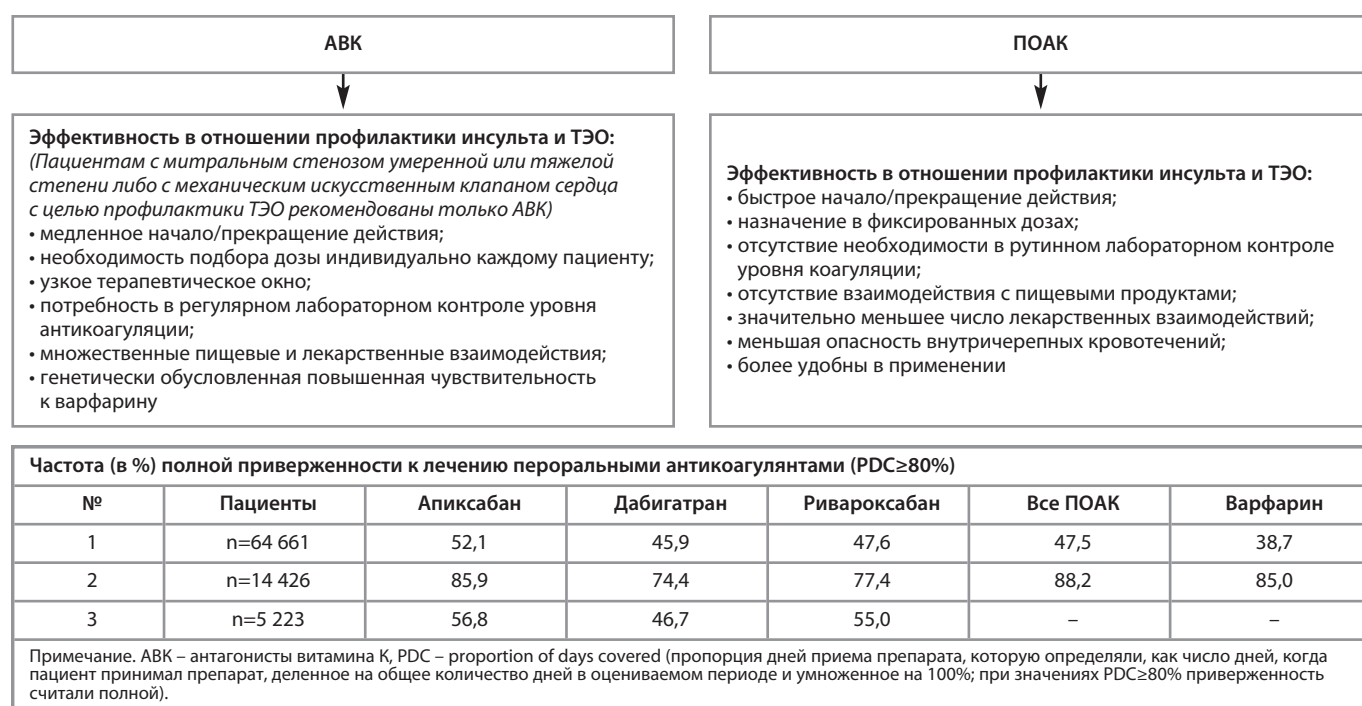 АВК
ПОАК
Эффективность в отношении профилактики инсульта и ТЭО:
(Пациентам с митральным стенозом умеренной или тяжелой
степени либо с механическим искусственным клапаном сердца
с целью профилактики ТЭО рекомендованы только АВК)
• медленное начало/прекращение действия;
• необходимость подбора дозы индивидуально каждому пациенту;
• узкое терапевтическое окно;
• потребность в регулярном лабораторном контроле уровня
антикоагуляции;
• множественные пищевые и лекарственные взаимодействия;
• генетически обусловленная повышенная чувствительность
к варфарину
Эффективность в отношении профилактики инсульта и ТЭО:
• быстрое начало/прекращение действия;
• назначение в фиксированных дозах;
• отсутствие необходимости в рутинном лабораторном контроле
уровня коагуляции;
• отсутствие взаимодействия с пищевыми продуктами;
• значительно меньшее число лекарственных взаимодействий;
• меньшая опасность внутричерепных кровотечений;
• более удобны в применении
Частота (в %) полной приверженности к лечению пероральными антикоагулянтами (PDC≥80%)
№ Пациенты Апиксабан Дабигатран Ривароксабан Все ПОАК Варфарин
1 n=64 661 52,1 45,9 47,6 47,5 38,7
2 n=14 426 85,9 74,4 77,4 88,2 85,0
3 n=5 223 56,8 46,7 55,0 – –
Примечание. АВК – антагонисты витамина К, PDC – proportion of days covered (пропорция дней приема препарата, которую определяли, как число дней, когда
пациент принимал препарат, деленное на общее количество дней в оцениваемом периоде и умноженное на 100%; при значениях PDC≥80% приверженность
считали полной).